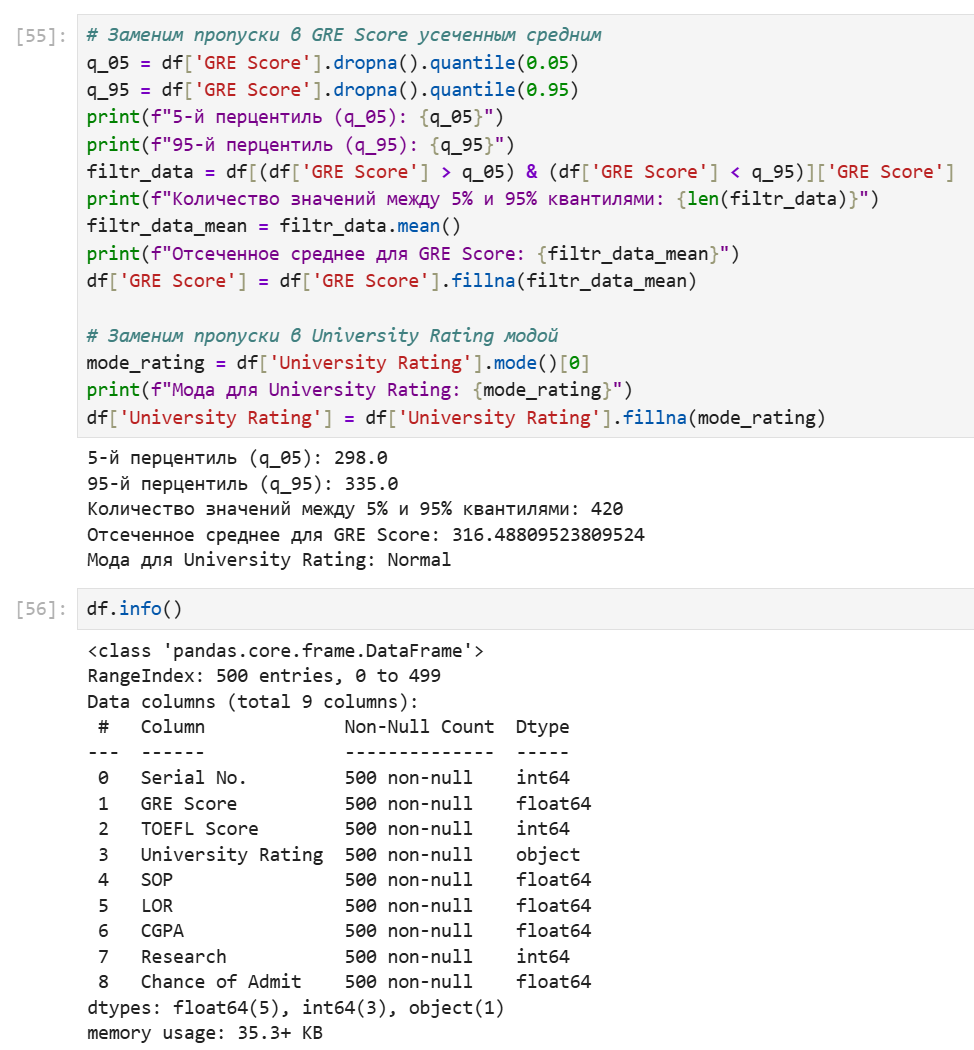 [55]:
# Заменим пропуски в GRE Score усеченным средним
q_05 = df['GRE Score'].dropna().quantile(0.05)
q_95 = df['GRE Score'].dropna().quantile(0.95)
print(f"5-й перцентиль (q_05): {q_05}")
print(f"95-й перцентиль (q_95): {q_95}")
filtr_data = df[(df['GRE Score'] > q_05) & (df['GRE Score'] < q_95)]['GRE Score']
print(f"Количество значений между 5% и 95% квантилями: {len(filtr_data)}")
filtr_data_mean = filtr_data.mean()
print(f"Отсеченное среднее для GRE Score: {filtr_data_mean}")
df['GRE Score'] = df['GRE Score'].fillna(filtr_data_mean)

# Заменим пропуски в University Rating модой
mode_rating = df['University Rating'].mode()[0]
print(f"Мода для University Rating: {mode_rating}")
df['University Rating'] = df['University Rating'].fillna(mode_rating)
5-й перцентиль (q_05): 298.0
95-й перцентиль (q_95): 335.0
Количество значений между 5% и 95% квантилями: 420
Отсеченное среднее для GRE Score: 316.48809523809524
Мода для University Rating: Normal
[56]:
df.info()
<class 'pandas.core.frame.DataFrame'>
RangeIndex: 500 entries, 0 to 499
Data columns (total 9 columns):
 #   Column             Non-Null Count  Dtype
---  ------             --------------  -----
 0   Serial No.         500 non-null    int64
 1   GRE Score          500 non-null    float64
 2   TOEFL Score        500 non-null    int64
 3   University Rating  500 non-null    object
 4   SOP                500 non-null    float64
 5   LOR                500 non-null    float64
 6   CGPA               500 non-null    float64
 7   Research           500 non-null    int64
 8   Chance of Admit    500 non-null    float64
dtypes: float64(5), int64(3), object(1)
memory usage: 35.3+ KB